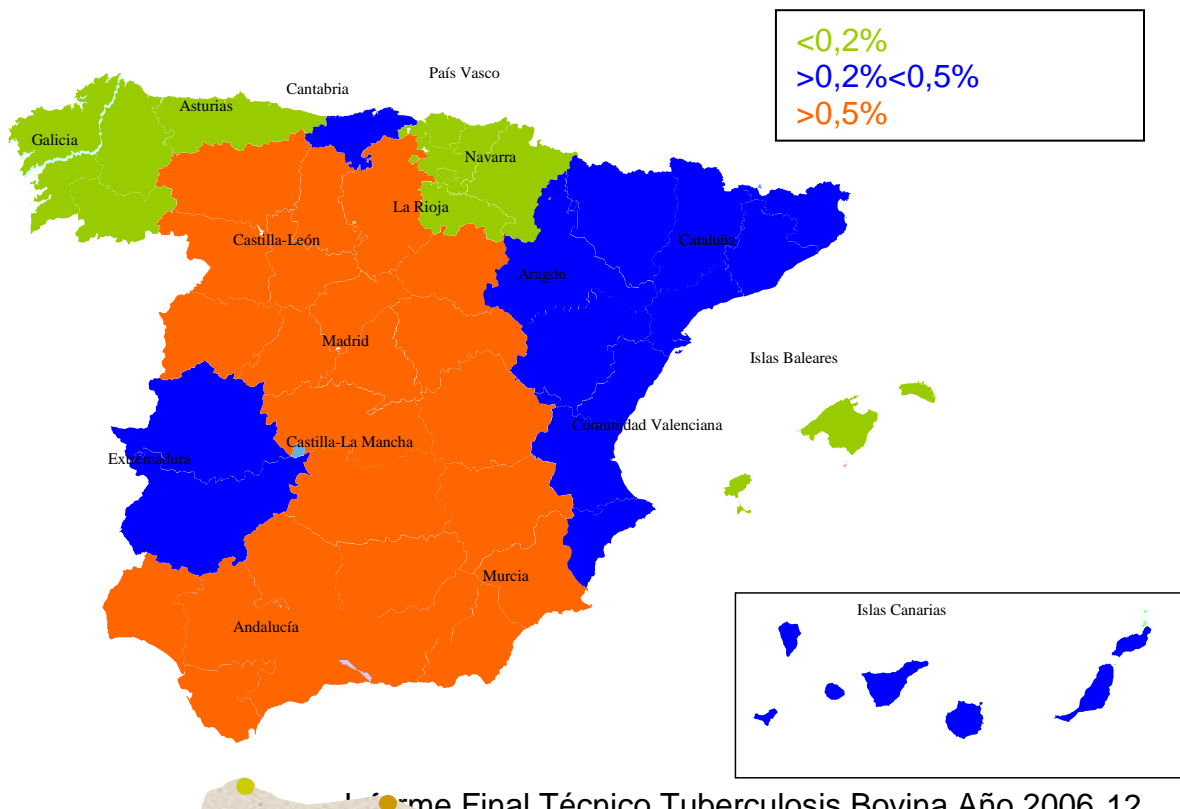 <0,2%
>0,2%<0,5%
>0,5%
País Vasco
Cantabria
Asturias
Galicia
Navarra
La Rioja
Castilla-León
Cataluña
Aragón
Madrid
Islas Baleares
Comunidad Valenciana
Castilla-La Mancha
Extremadura
Murcia
Islas Canarias
Andalucía
Informe Final Técnico Tuberculosis Bovina Año 2006 12